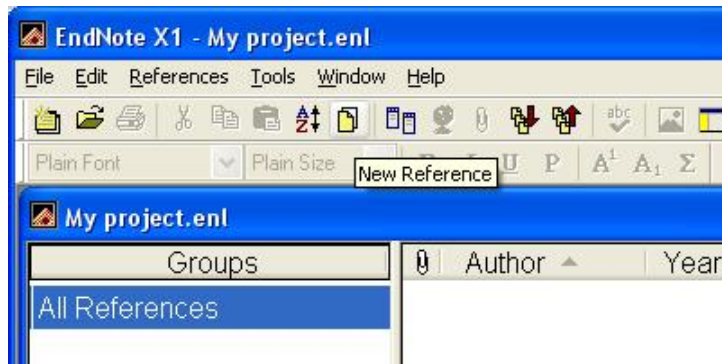 EndNote X1 - My project.enl
File Edit References Tools Window Help
A Z abc
Plain Font Plain Size B I U P A¹ A₁ Σ
New Reference
My project.enl
Groups Author Year
All References